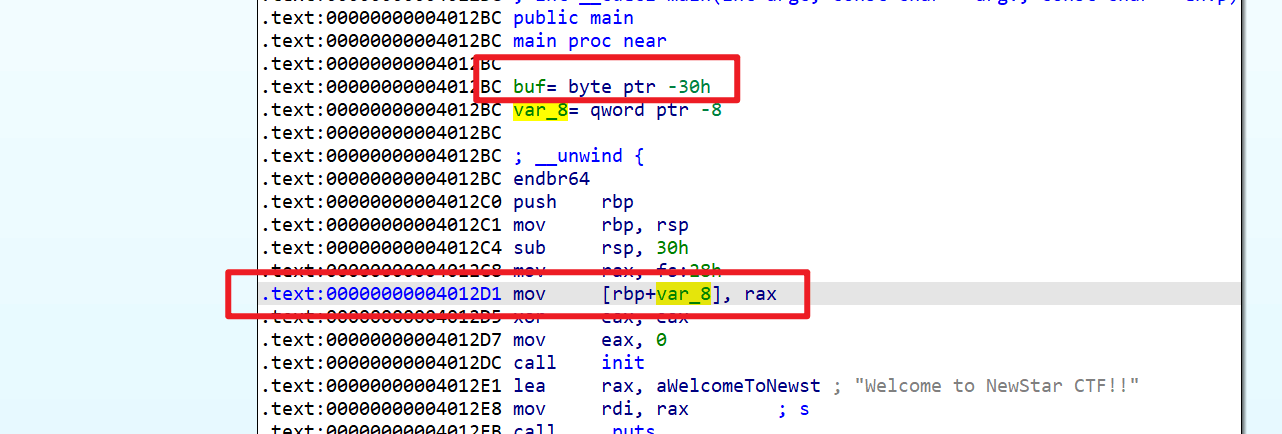 .text:00000000004012BC public main
.text:00000000004012BC main proc near
.text:00000000004012BC
.text:00000000004012BC buf= byte ptr -30h
.text:00000000004012BC var_8= qword ptr -8
.text:00000000004012BC
.text:00000000004012BC ; __unwind {
.text:00000000004012BC endbr64
.text:00000000004012C0 push rbp
.text:00000000004012C1 mov rbp, rsp
.text:00000000004012C4 sub rsp, 30h
.text:00000000004012C8 mov rax, fs:28h
.text:00000000004012D1 mov [rbp+var_8], rax
.text:00000000004012D5 xor eax, eax
.text:00000000004012D7 mov eax, 0
.text:00000000004012DC call init
.text:00000000004012E1 lea rax, aWelcomeToNewst ; "Welcome to NewStar CTF!!"
.text:00000000004012E8 mov rdi, rax ; s
.text:00000000004012EB call _puts